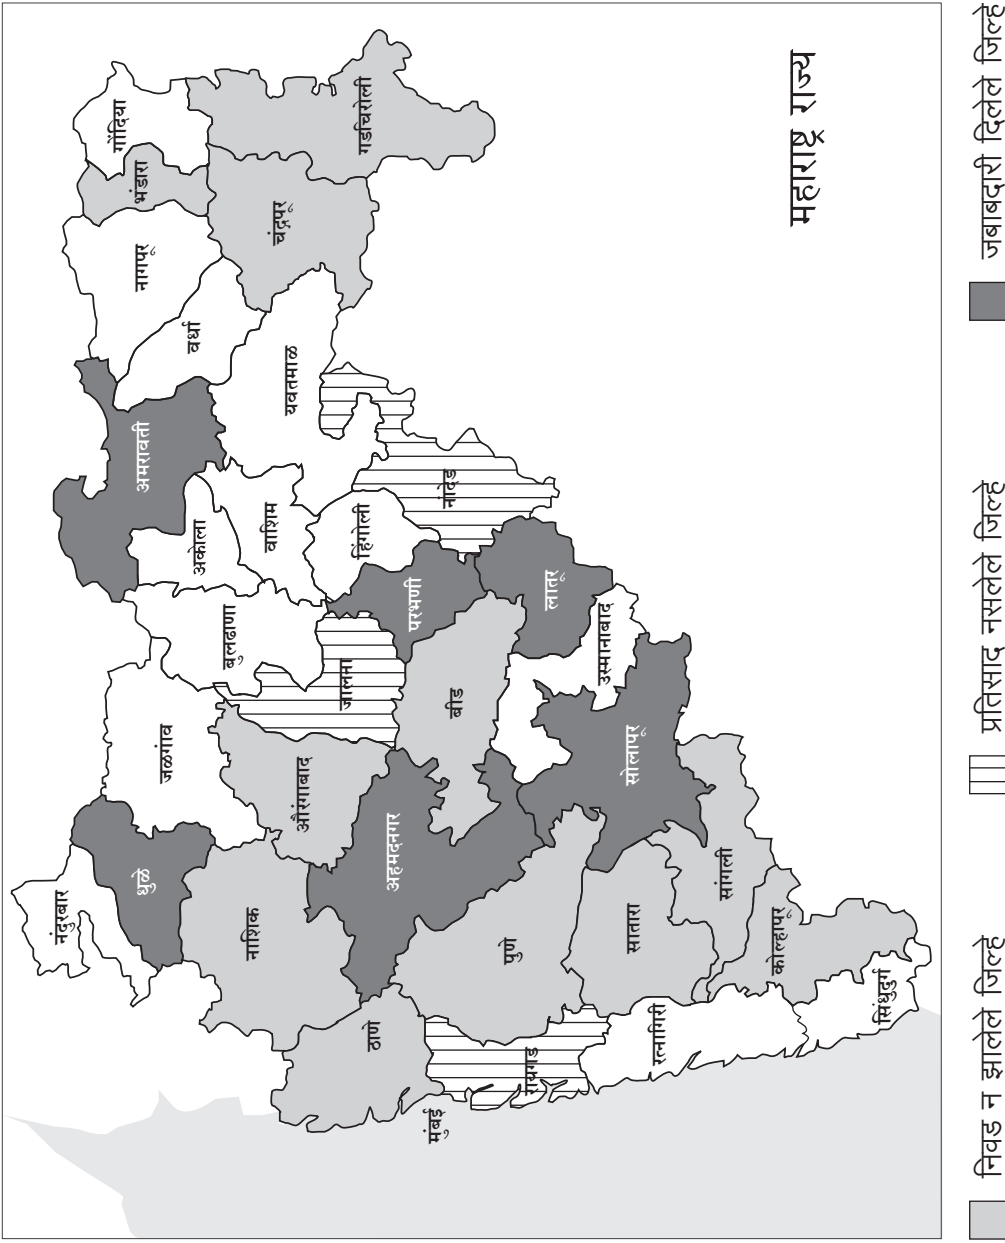 महाराष्ट्र राज्य
नंदुरबार
धुळे
जळगांव
बुलढाणा
अकोला
अमरावती
वाशिम
वर्धा
नागपूर
भंडारा
गोंदिया
गडचिरोली
चंद्रपूर
यवतमाळ
नांदेड
हिंगोली
परभणी
जालना
औरंगाबाद
नाशिक
ठाणे
मुंबई
रायगड
पुणे
अहमदनगर
बीड
लातूर
उस्मानाबाद
सोलापूर
सातारा
सांगली
कोल्हापूर
रत्नागिरी
सिंधुदुर्ग
निवड न झालेले जिल्हे
प्रतिसाद नसलेले जिल्हे
जबाबदारी दिलेले जिल्हे